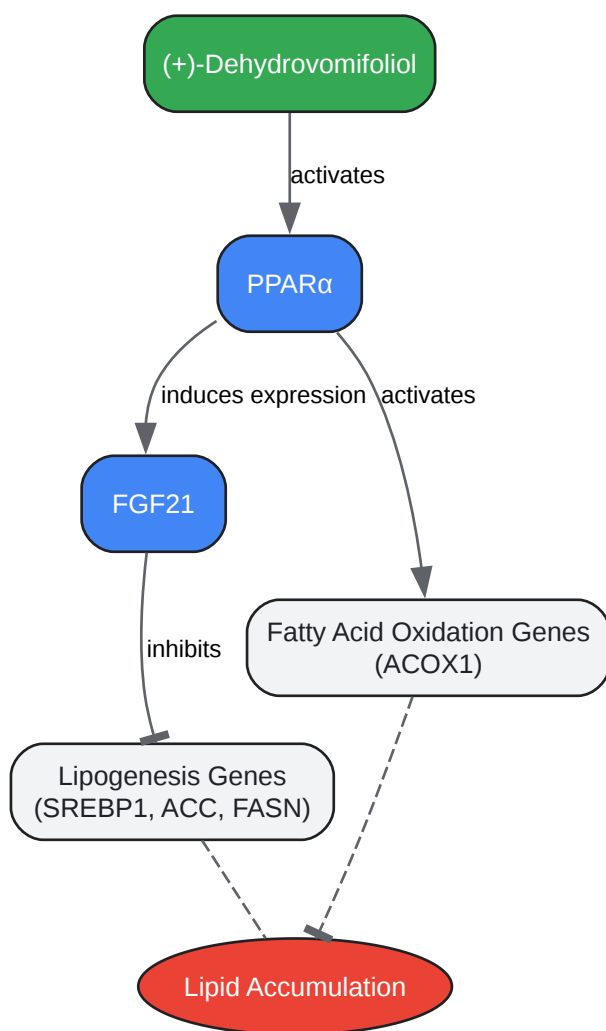 (+)-Dehydrovomifoliol
activates
PPARα
induces expression
activates
FGF21
inhibits
Fatty Acid Oxidation Genes
(ACOX1)
Lipogenesis Genes
(SREBP1, ACC, FASN)
Lipid Accumulation